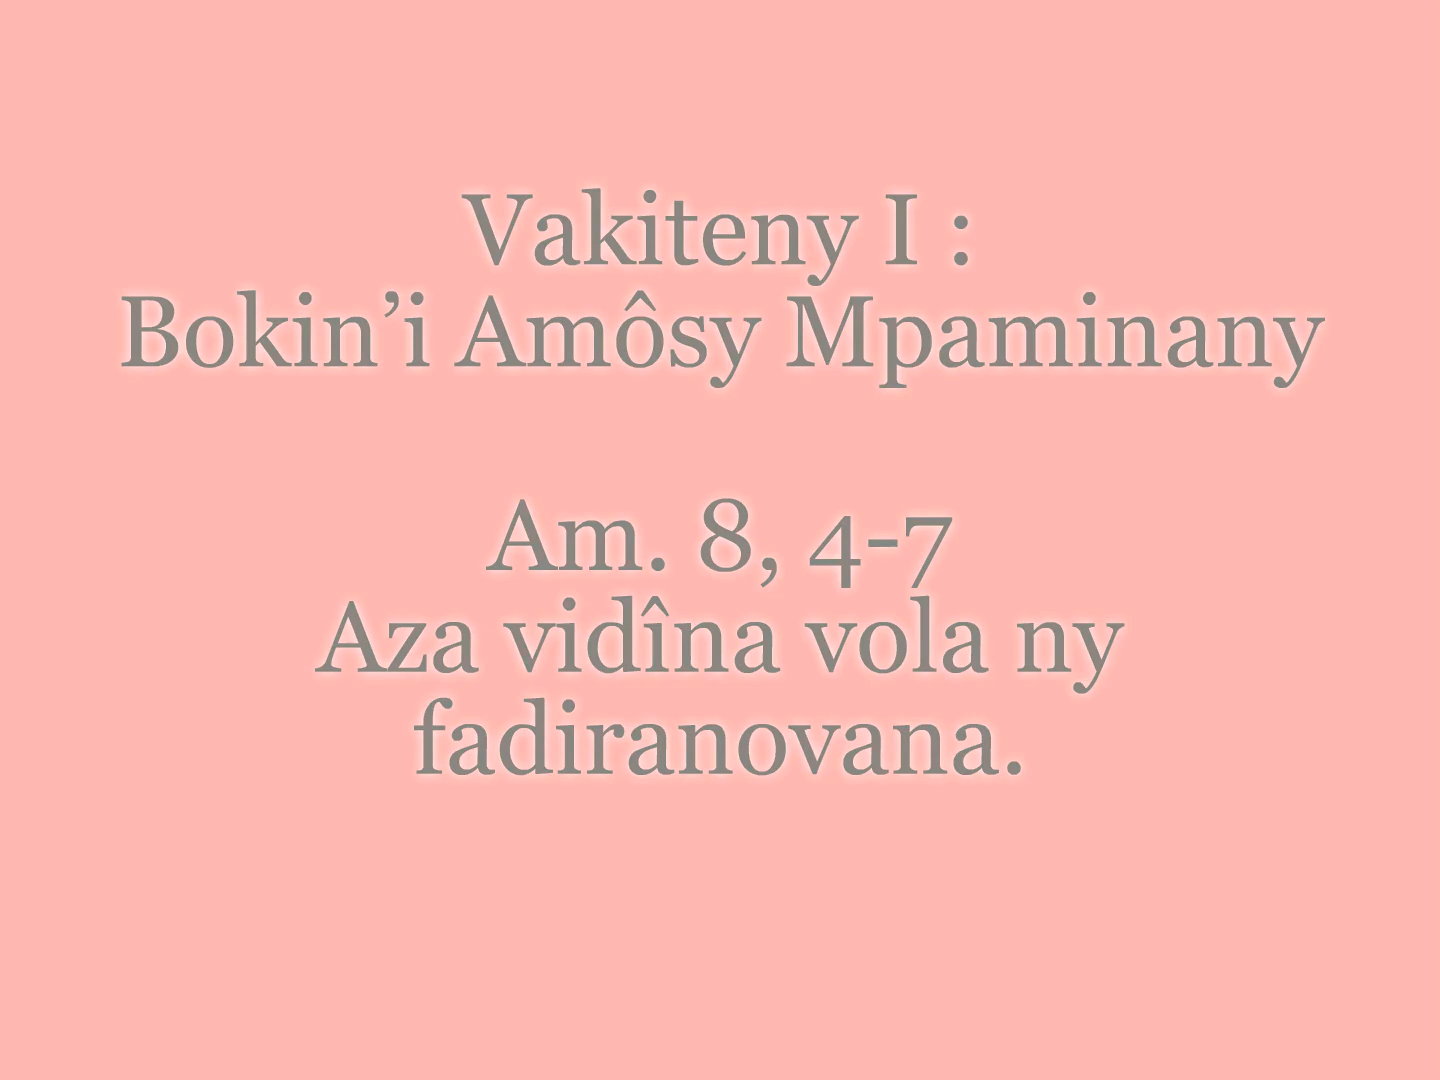 Vakiteny I :
Bokin’i Amôsy Mpaminany
Am. 8, 4-7
Aza vidîna vola ny
fadiranovana.